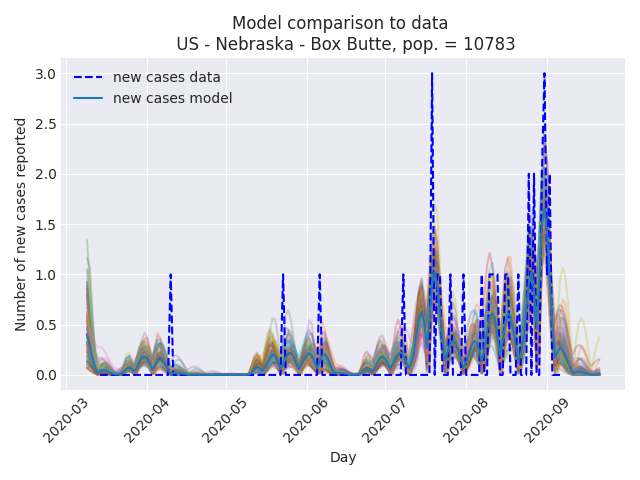 Model comparison to data
US - Nebraska - Box Butte, pop. = 10783
new cases data
new cases model
Number of new cases reported
3.0
2.5
2.0
1.5
1.0
0.5
0.0
2020-03
2020-04
2020-05
2020-06
2020-07
2020-08
2020-09
Day